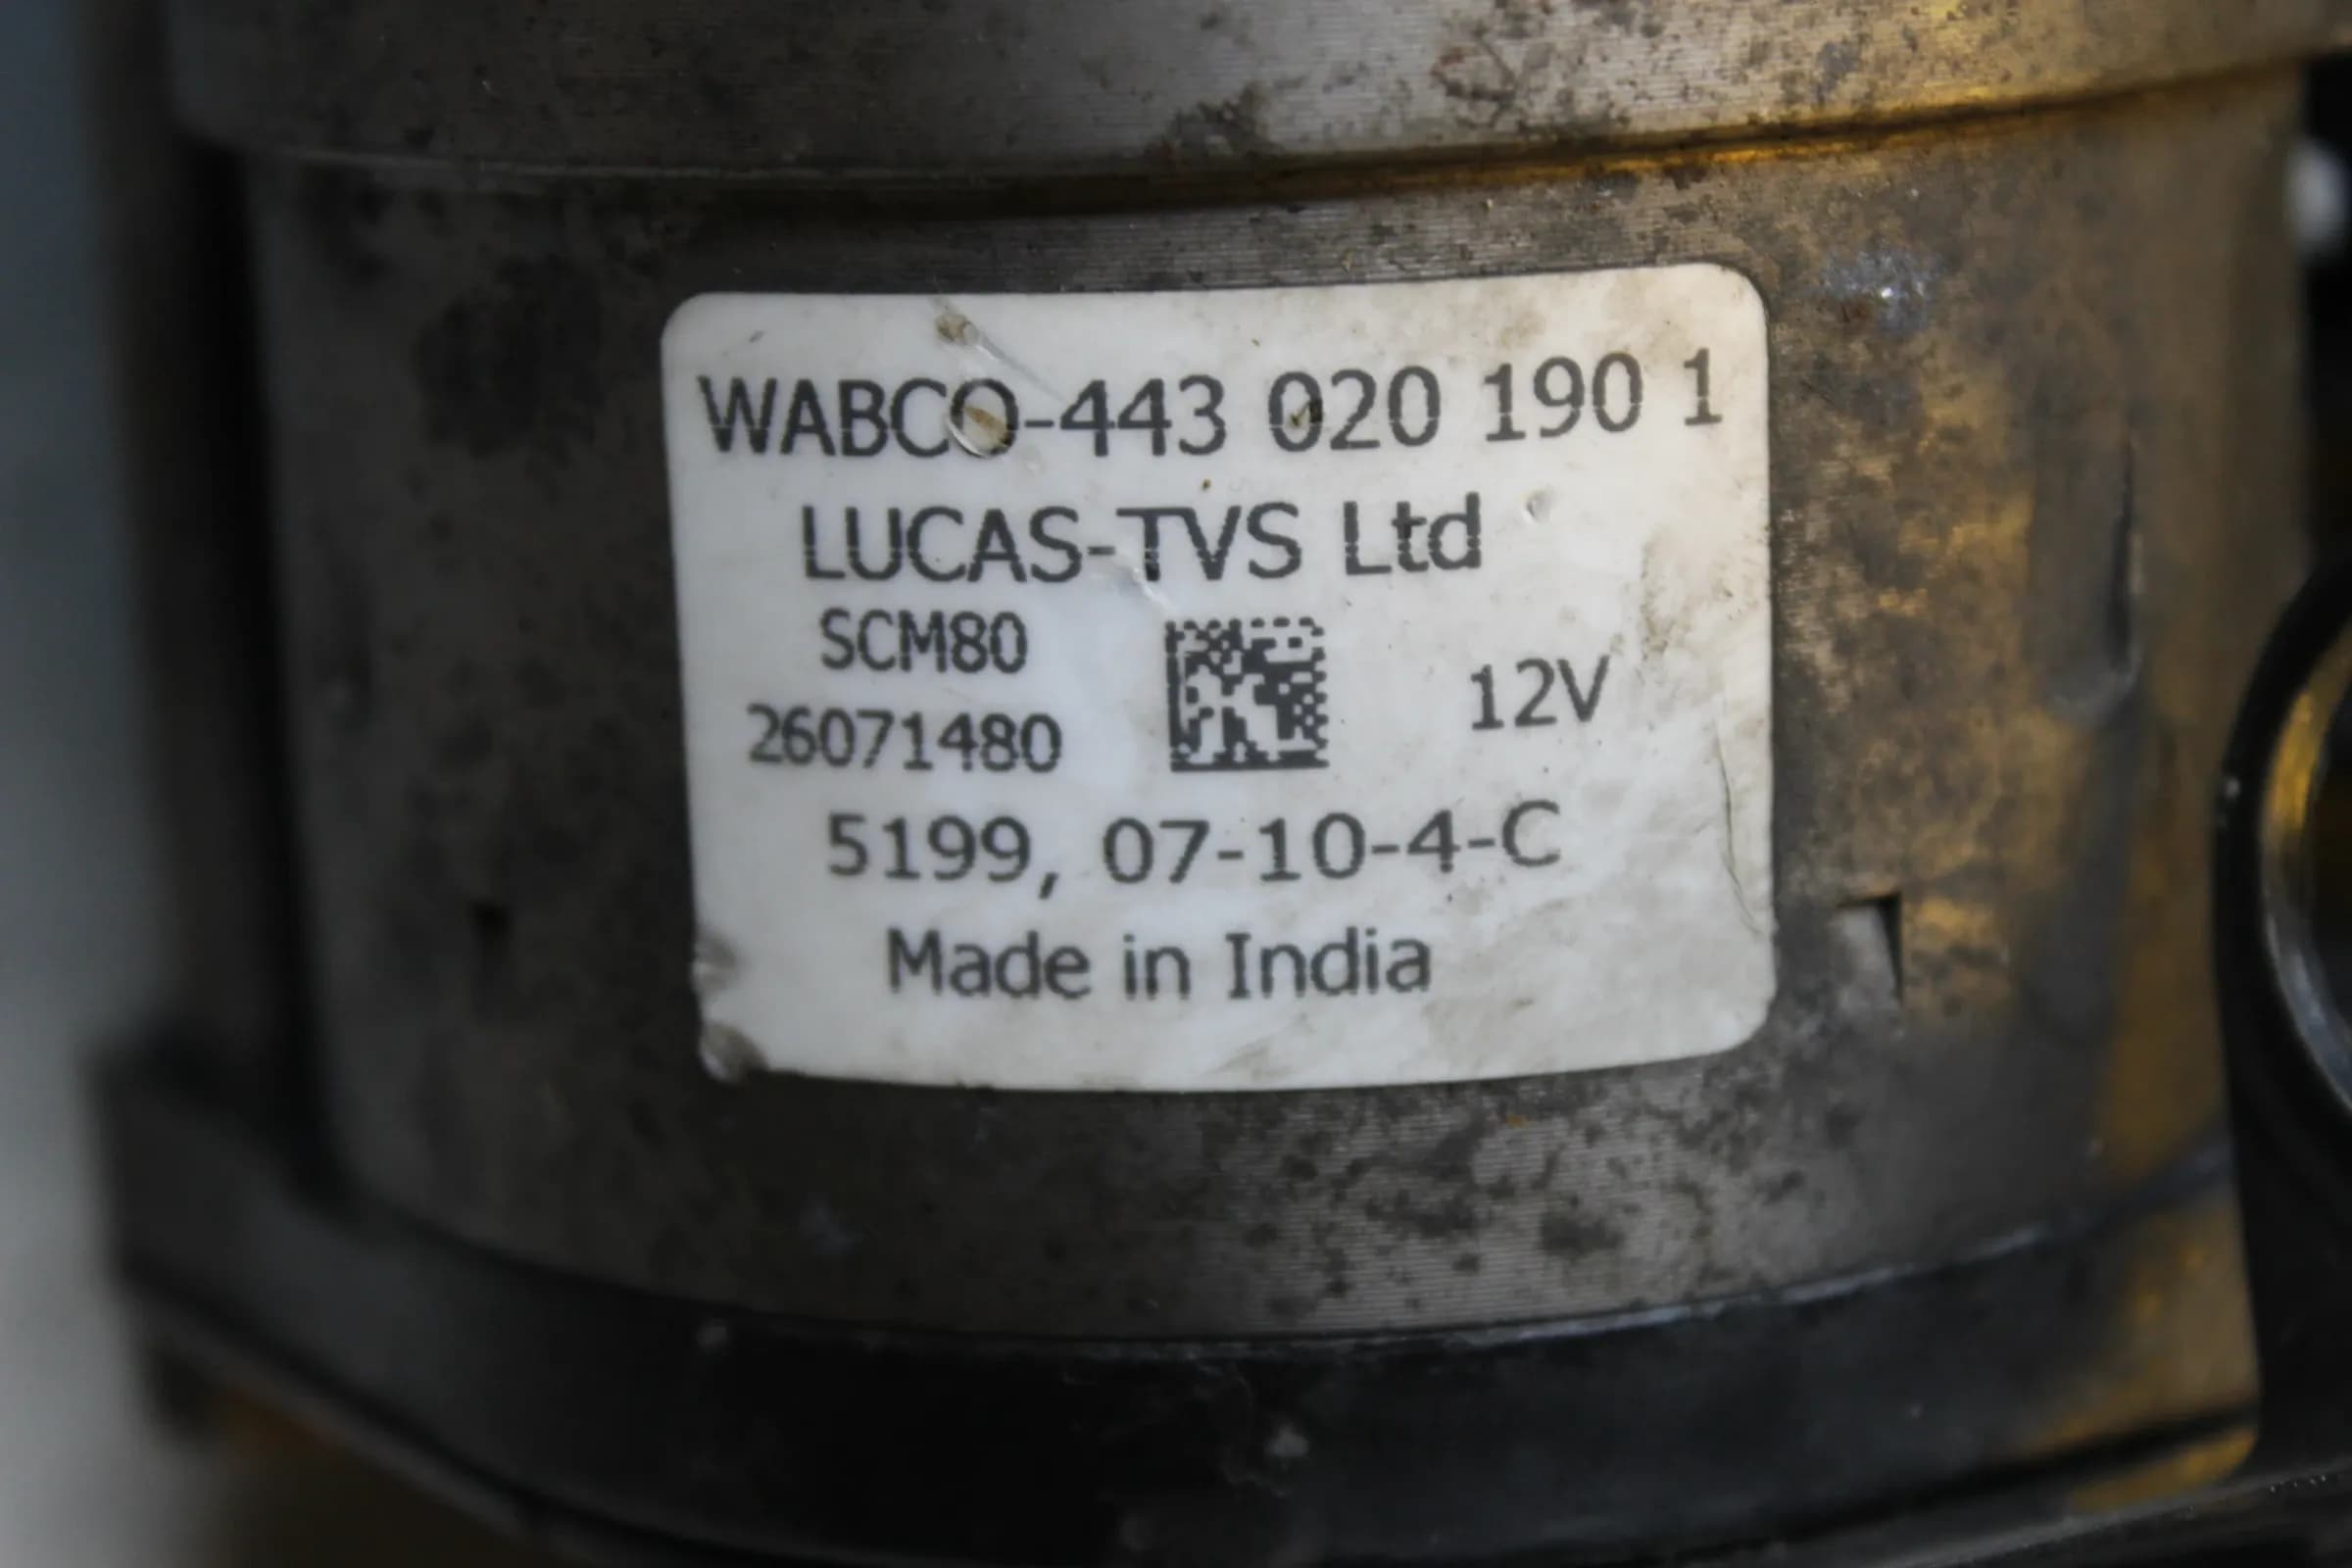 WABCO-443 020 190 1
LUCAS-TVS Ltd
SCM80
12V
26071480
5199, 07-10-4-C
Made in India